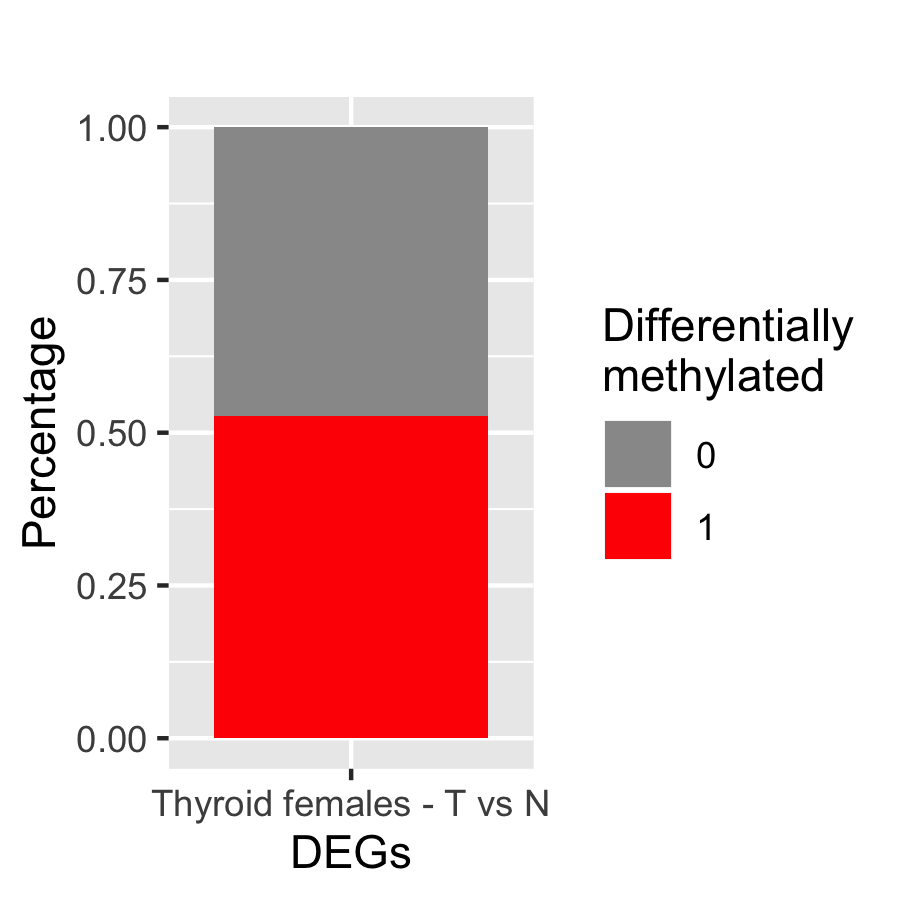 1.00
0.75
0.50
0.25
0.00
Percentage
Thyroid females - T vs N
DEGs
Differentially
methylated
0
1